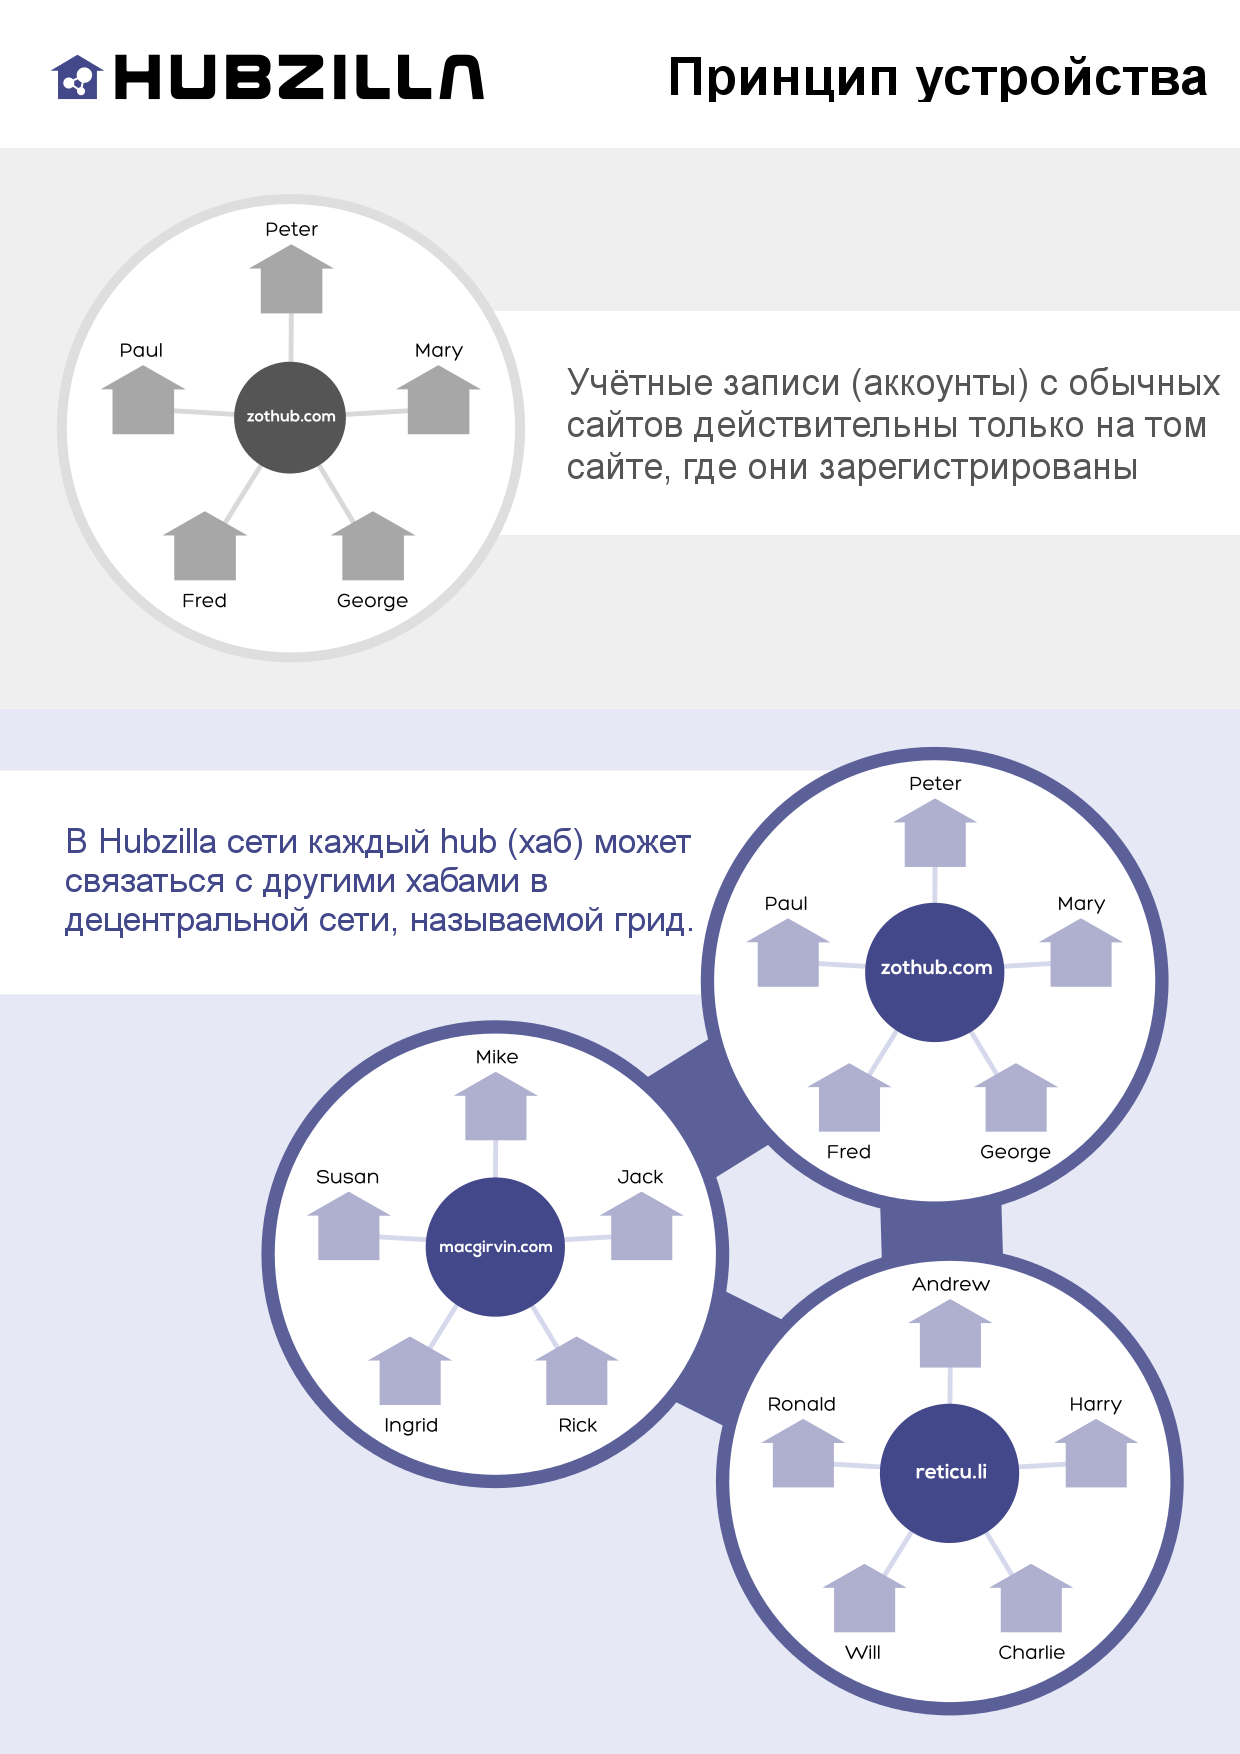 HUBZILLA
Принцип устройства
Peter
Paul
Mary
zothub.com
Fred
George
Учётные записи (аккоунты) с обычных
сайтов действительны только на том
сайте, где они зарегистрированы
В Hubzilla сети каждый hub (хаб) может
связаться с другими хабами в
децентральной сети, называемой грид.
Peter
Paul
Mary
zothub.com
Fred
George
Mike
Susan
Jack
macgirvin.com
Ingrid
Rick
Andrew
Ronald
Harry
reticu.li
Will
Charlie